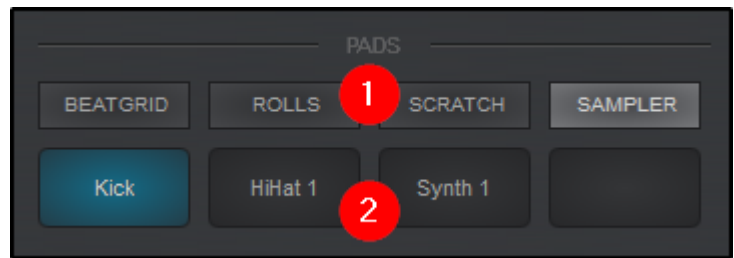 PADS
BEATGRID ROLLS 1 SCRATCH SAMPLER
Kick HiHat 1 2 Synth 1